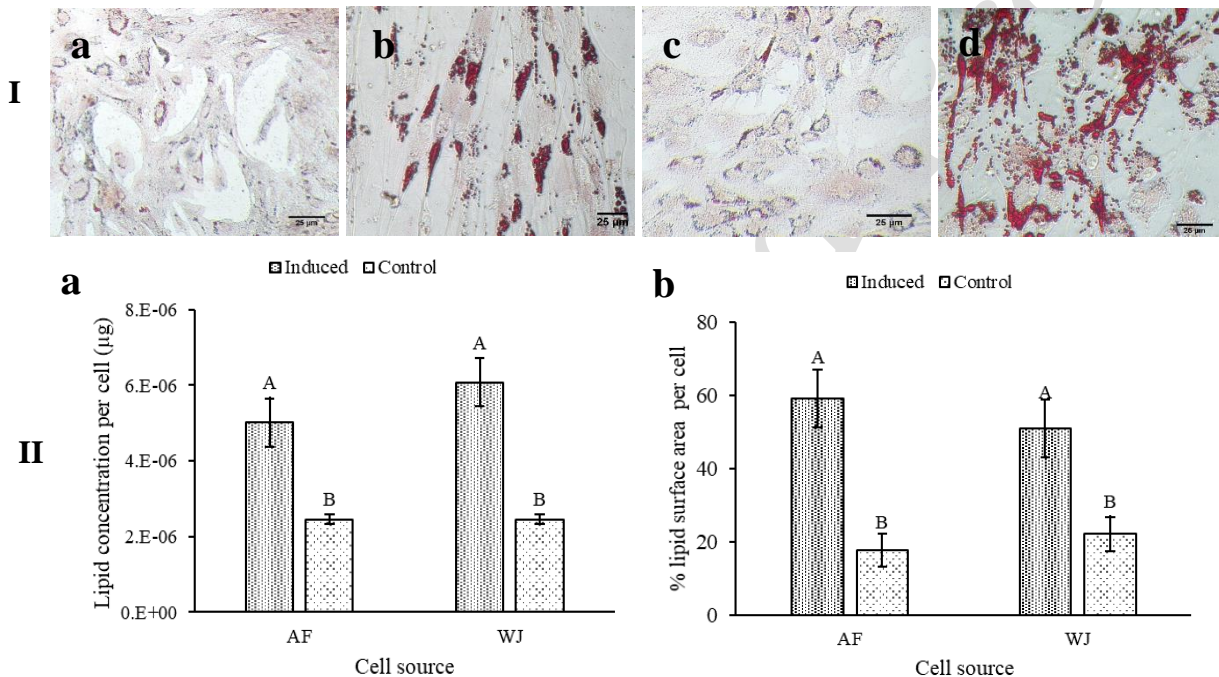 I
a
b
c
d
25 µm
25 µm
25 µm
25 µm
II
a
Induced Control
Lipid concentration per cell (µg)
8.E-06
6.E-06
4.E-06
2.E-06
0.E+00
A
B
A
B
AF
WJ
Cell source
b
Induced Control
% lipid surface area per cell
80
60
40
20
0
A
B
A
B
AF
WJ
Cell source